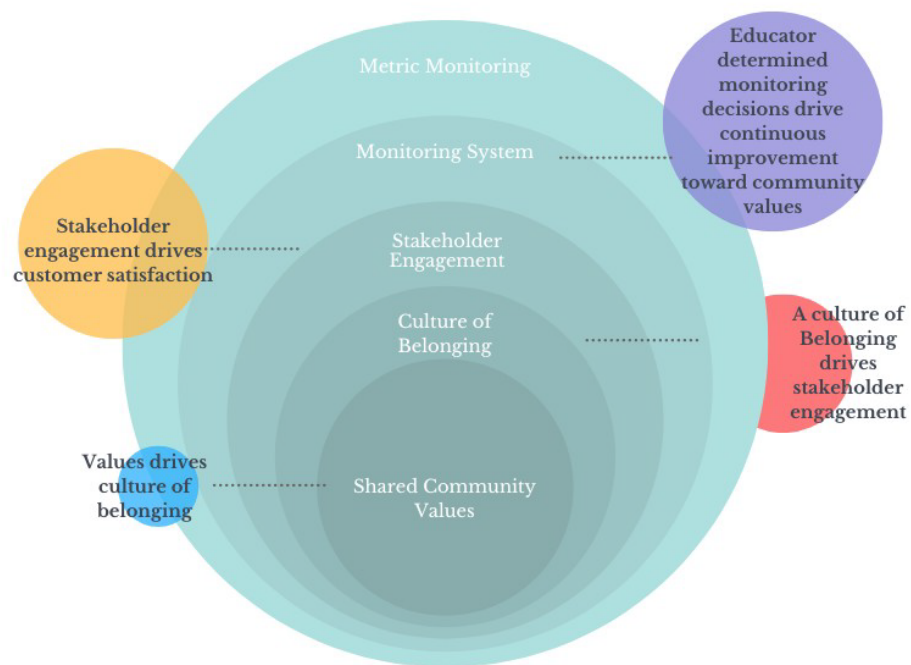 Metric Monitoring
Educator
determined
monitoring
decisions drive
continuous
improvement
toward community
values
Monitoring System
Stakeholder
engagement drives
customer satisfaction
Stakeholder
Engagement
Culture of
Belonging
A culture of
Belonging
drives
stakeholder
engagement
Values drives
culture of
belonging
Shared Community
Values